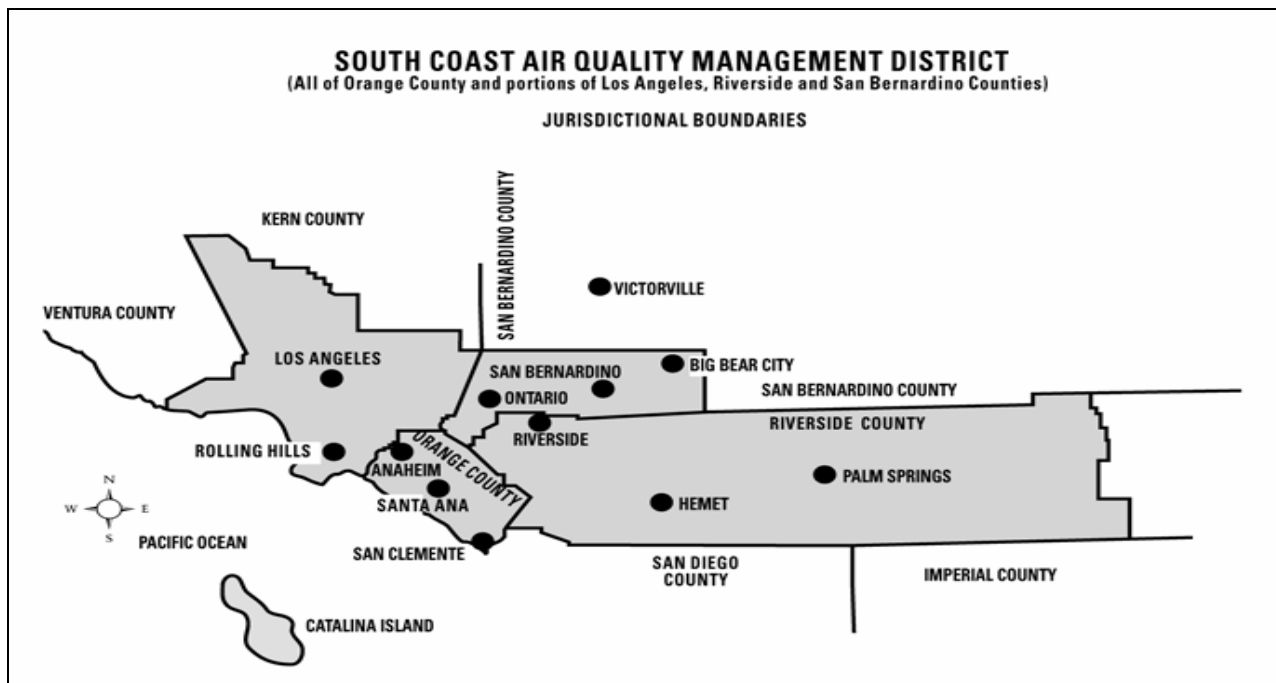 SOUTH COAST AIR QUALITY MANAGEMENT DISTRICT
(All of Orange County and portions of Los Angeles, Riverside and San Bernardino Counties)
JURISDICTIONAL BOUNDARIES
KERN COUNTY
SAN BERNARDINO COUNTY
VICTORVILLE
VENTURA COUNTY
LOS ANGELES
SAN BERNARDINO
BIG BEAR CITY
SAN BERNARDINO COUNTY
ONTARIO
RIVERSIDE COUNTY
RIVERSIDE
ROLLING HILLS
ORANGE COUNTY
ANAHEIM
PALM SPRINGS
SANTA ANA
HEMET
N
W
E
S
PACIFIC OCEAN
SAN CLEMENTE
SAN DIEGO
COUNTY
IMPERIAL COUNTY
CATALINA ISLAND